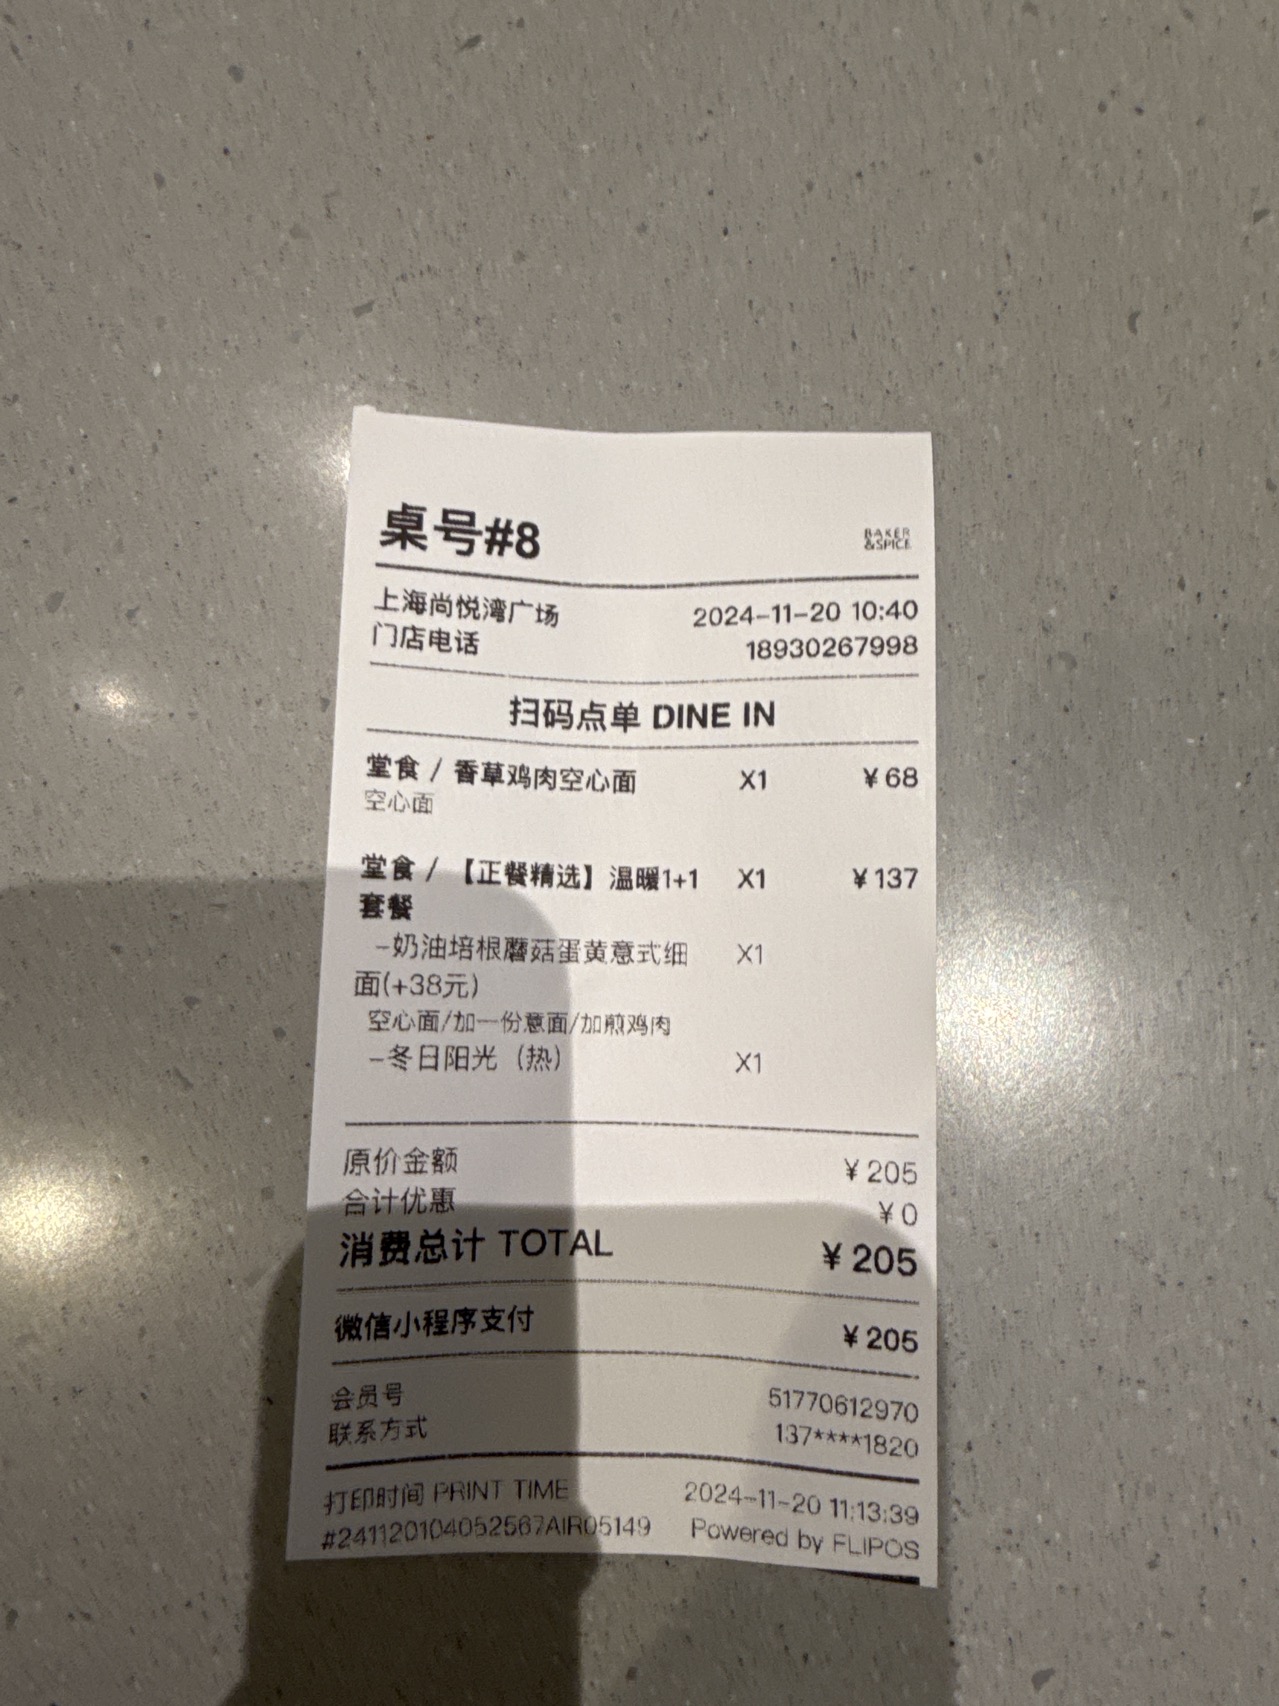 桌号#8
BAKER
&SPICE
上海尚悦湾广场 2024-11-20 10:40
门店电话 18930267998
扫码点单 DINE IN
堂食 / 香草鸡肉空心面 X1 ¥68
空心面
堂食 / 【正餐精选】温暖1+1 X1 ¥137
套餐
-奶油培根蘑菇蛋黄意式细 X1
面(+38元)
空心面/加一份意面/加煎鸡肉
-冬日阳光（热） X1
原价金额 ¥205
合计优惠 ¥0
消费总计 TOTAL ¥205
微信小程序支付 ¥205
会员号 51770612970
联系方式 137****1820
打印时间 PRINT TIME 2024-11-20 11:13:39
#241120104052567AIR05149 Powered by FLIPOS